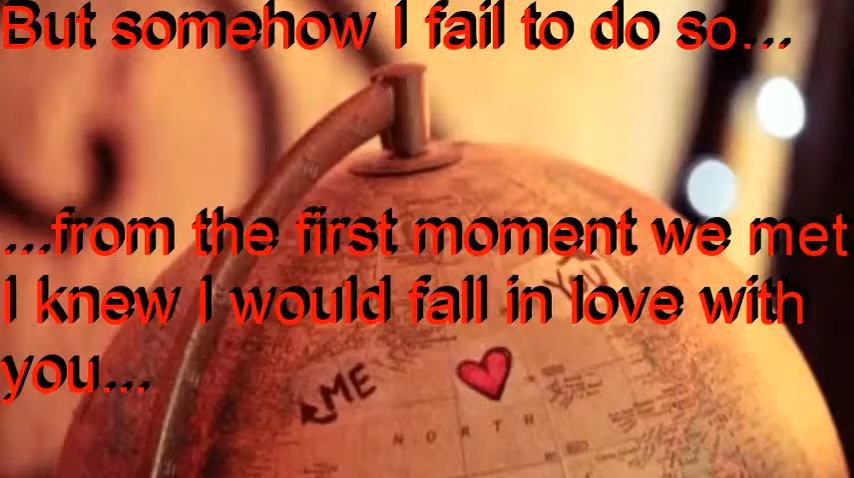 But somehow I fail to do so...
...from the first moment we met
I knew I would fall in love with
you...
YOU
ME
NORTH